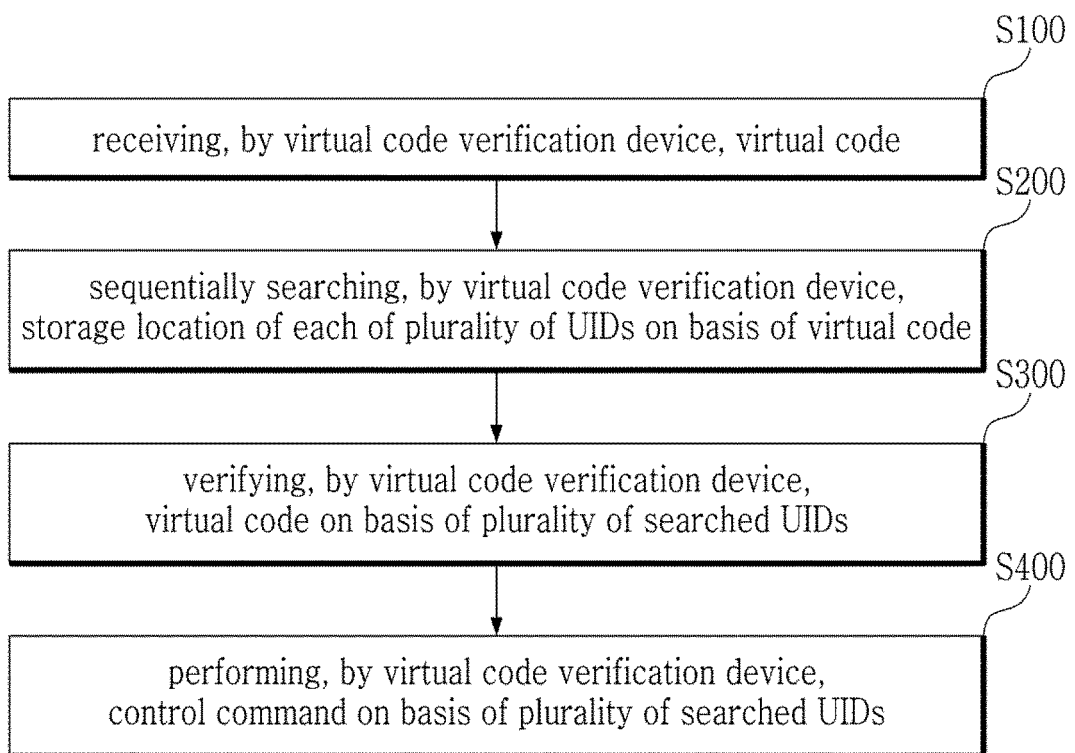 S100
receiving, by virtual code verification device, virtual code
S200
sequentially searching, by virtual code verification device,
storage location of each of plurality of UIDs on basis of virtual code
S300
verifying, by virtual code verification device,
virtual code on basis of plurality of searched UIDs
S400
performing, by virtual code verification device,
control command on basis of plurality of searched UIDs